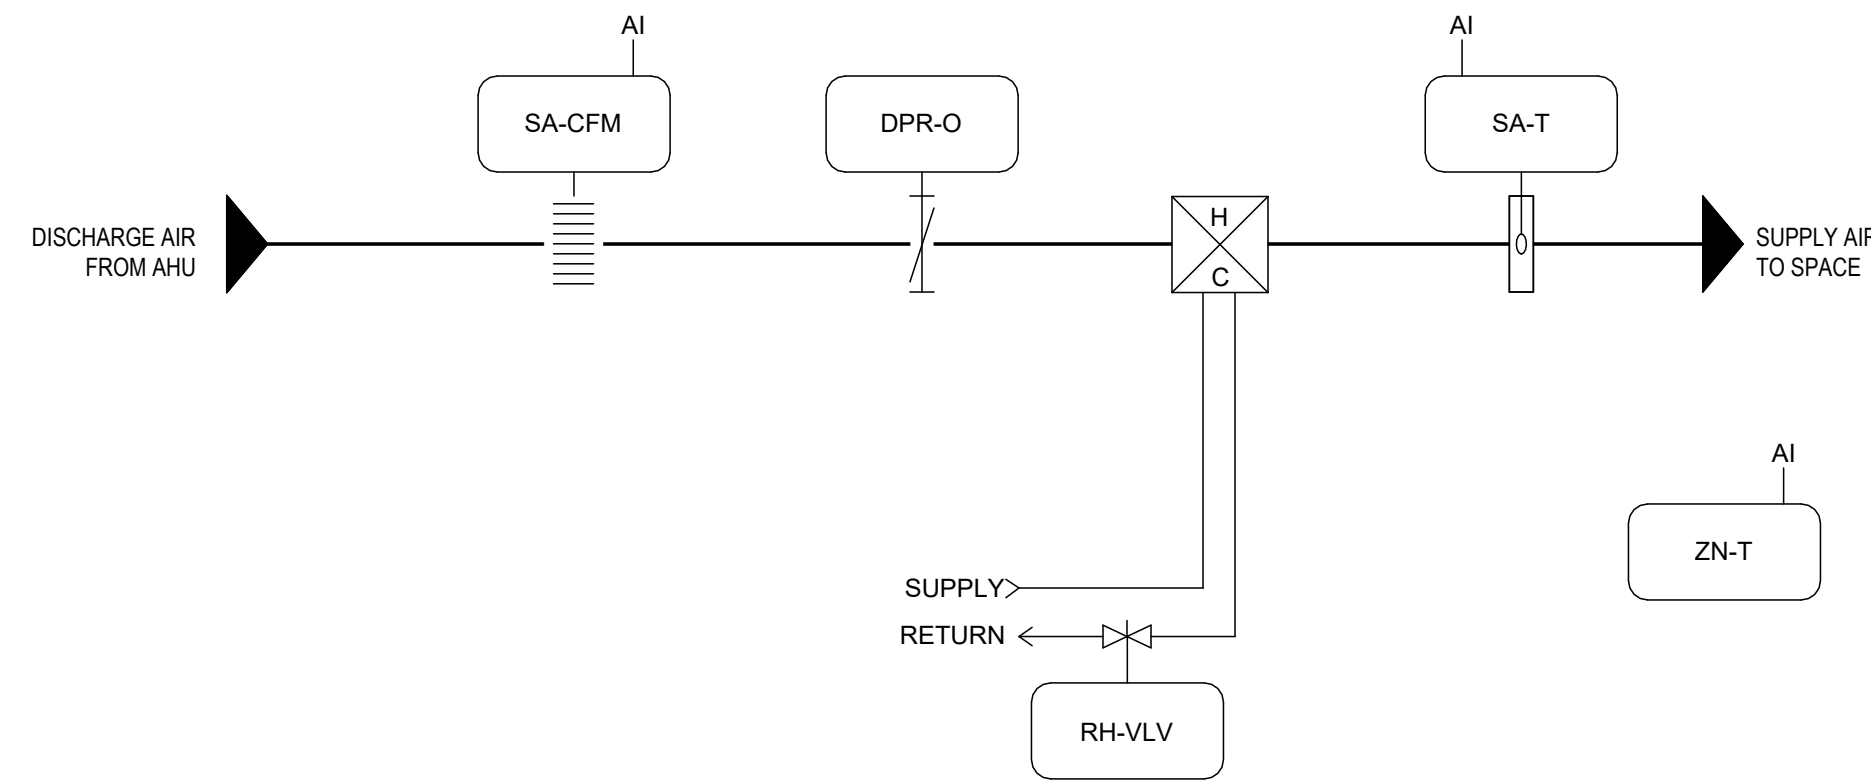 AI
AI
SA-CFM
DPR-O
SA-T
H
C
DISCHARGE AIR
FROM AHU
SUPPLY AIR
TO SPACE
AI
ZN-T
SUPPLY
RETURN
RH-VLV